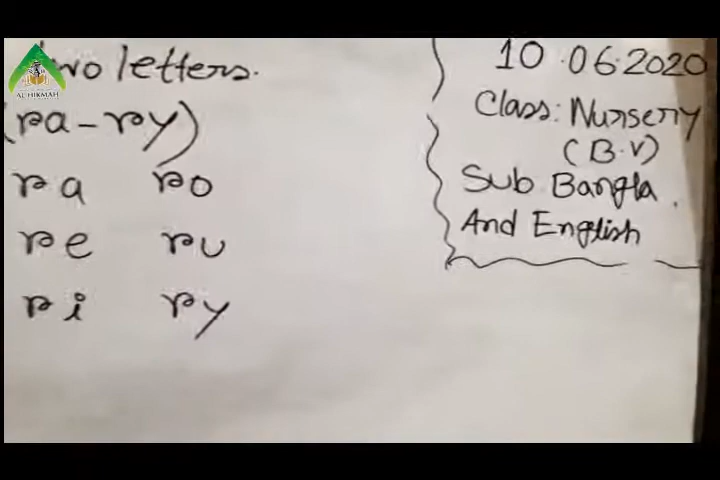 Two letters.
(ra - ry)
ra ro
re ru
ri ry
10.06.2020
Class: Nursery
(B.V)
Sub Bangla
And English
AL HIKMAH